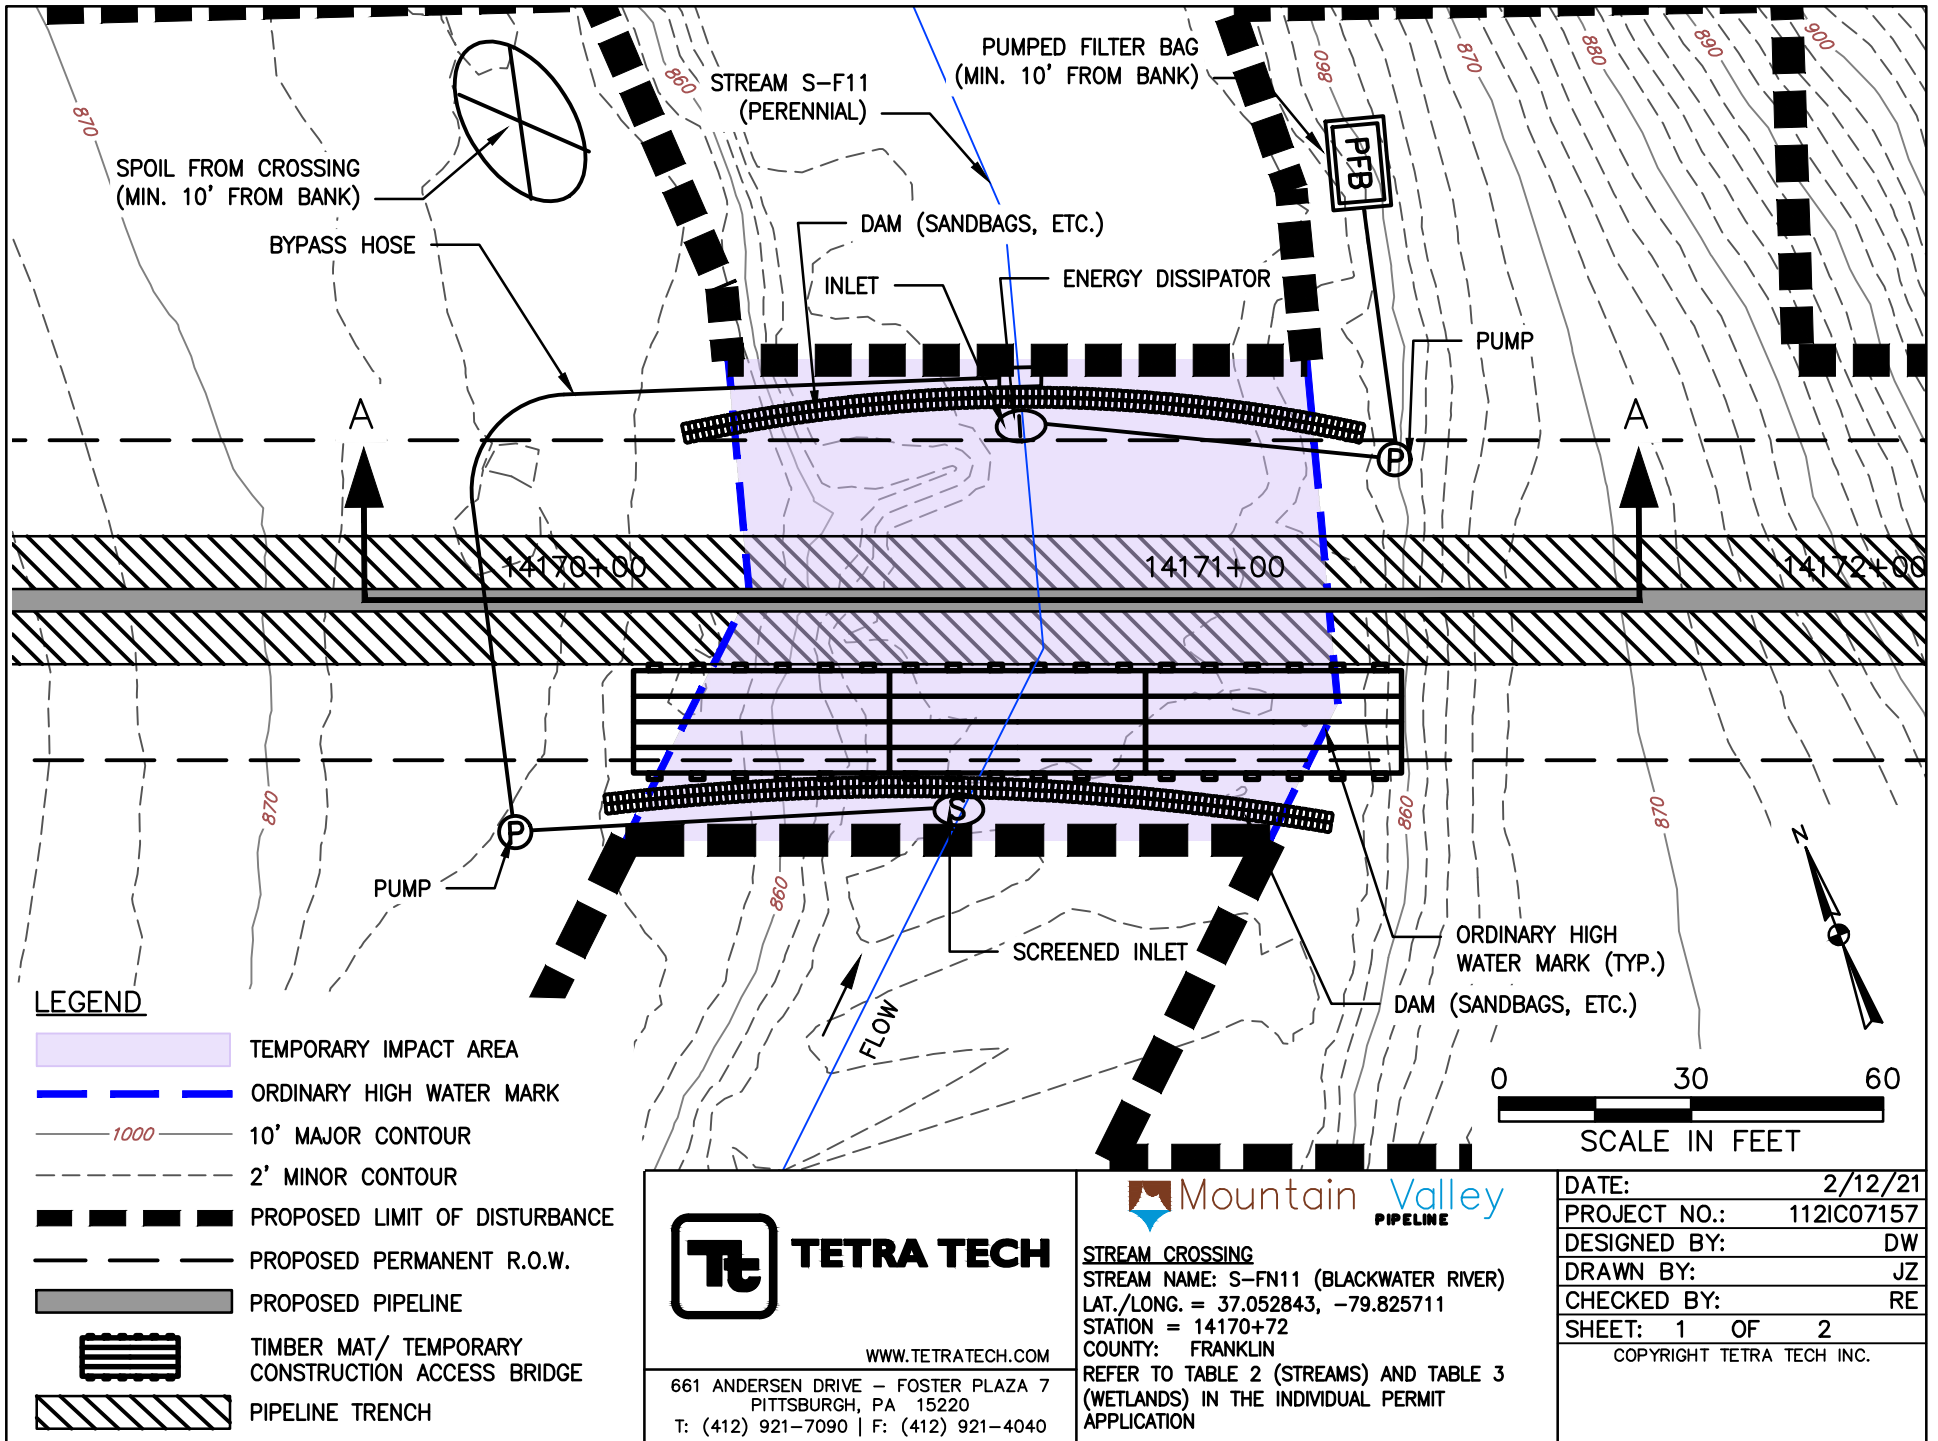 870
860
STREAM S-F11
(PERENNIAL)
PUMPED FILTER BAG
(MIN. 10' FROM BANK)
860
870
880
890
900
SPOIL FROM CROSSING
(MIN. 10' FROM BANK)
PFB
BYPASS HOSE
DAM (SANDBAGS, ETC.)
INLET
ENERGY DISSIPATOR
PUMP
A
A
I
P
14170+00
14171+00
14172+00
870
860
870
S
P
PUMP
860
SCREENED INLET
FLOW
N
ORDINARY HIGH
WATER MARK (TYP.)
DAM (SANDBAGS, ETC.)
0 30 60
SCALE IN FEET
LEGEND
TEMPORARY IMPACT AREA
ORDINARY HIGH WATER MARK
1000
10' MAJOR CONTOUR
2' MINOR CONTOUR
PROPOSED LIMIT OF DISTURBANCE
PROPOSED PERMANENT R.O.W.
PROPOSED PIPELINE
TIMBER MAT/ TEMPORARY
CONSTRUCTION ACCESS BRIDGE
PIPELINE TRENCH
Tt TETRA TECH
WWW.TETRATECH.COM
661 ANDERSEN DRIVE – FOSTER PLAZA 7
PITTSBURGH, PA 15220
T: (412) 921-7090 | F: (412) 921-4040
Mountain Valley
PIPELINE
STREAM CROSSING
STREAM NAME: S-FN11 (BLACKWATER RIVER)
LAT./LONG. = 37.052843, -79.825711
STATION = 14170+72
COUNTY: FRANKLIN
REFER TO TABLE 2 (STREAMS) AND TABLE 3
(WETLANDS) IN THE INDIVIDUAL PERMIT
APPLICATION
DATE: 2/12/21
PROJECT NO.: 112IC07157
DESIGNED BY: DW
DRAWN BY: JZ
CHECKED BY: RE
SHEET: 1 OF 2
COPYRIGHT TETRA TECH INC.